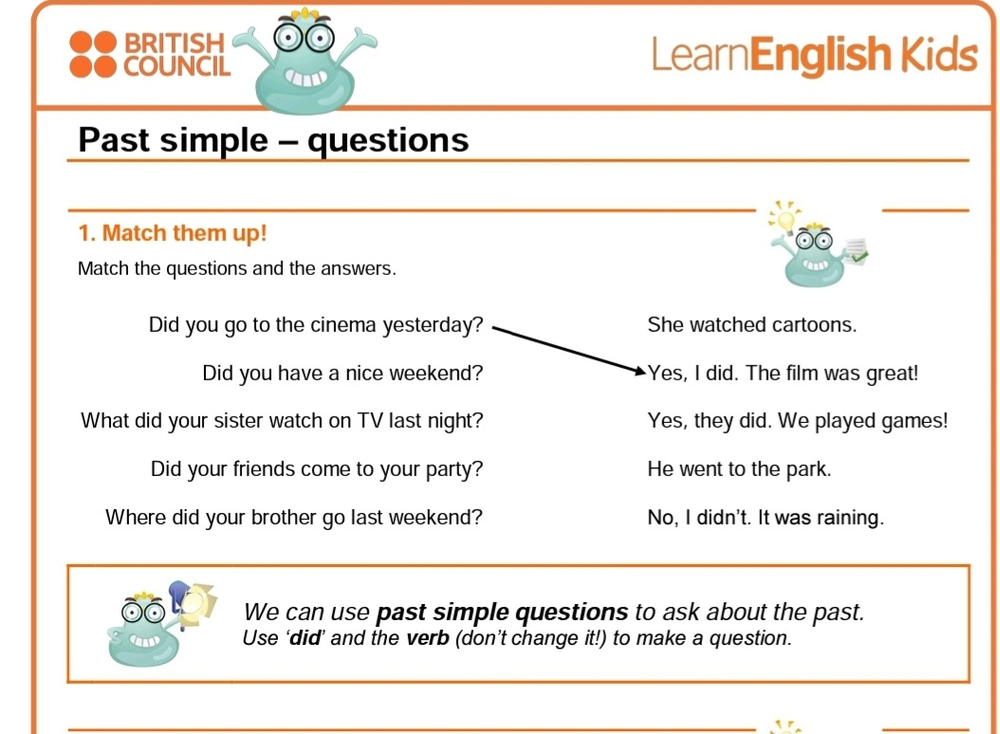 BRITISH
COUNCIL
LearnEnglish Kids
Past simple – questions
1. Match them up!
Match the questions and the answers.
Did you go to the cinema yesterday?
She watched cartoons.
Did you have a nice weekend?
Yes, I did. The film was great!
What did your sister watch on TV last night?
Yes, they did. We played games!
Did your friends come to your party?
He went to the park.
Where did your brother go last weekend?
No, I didn’t. It was raining.
We can use past simple questions to ask about the past.
Use ‘did’ and the verb (don’t change it!) to make a question.